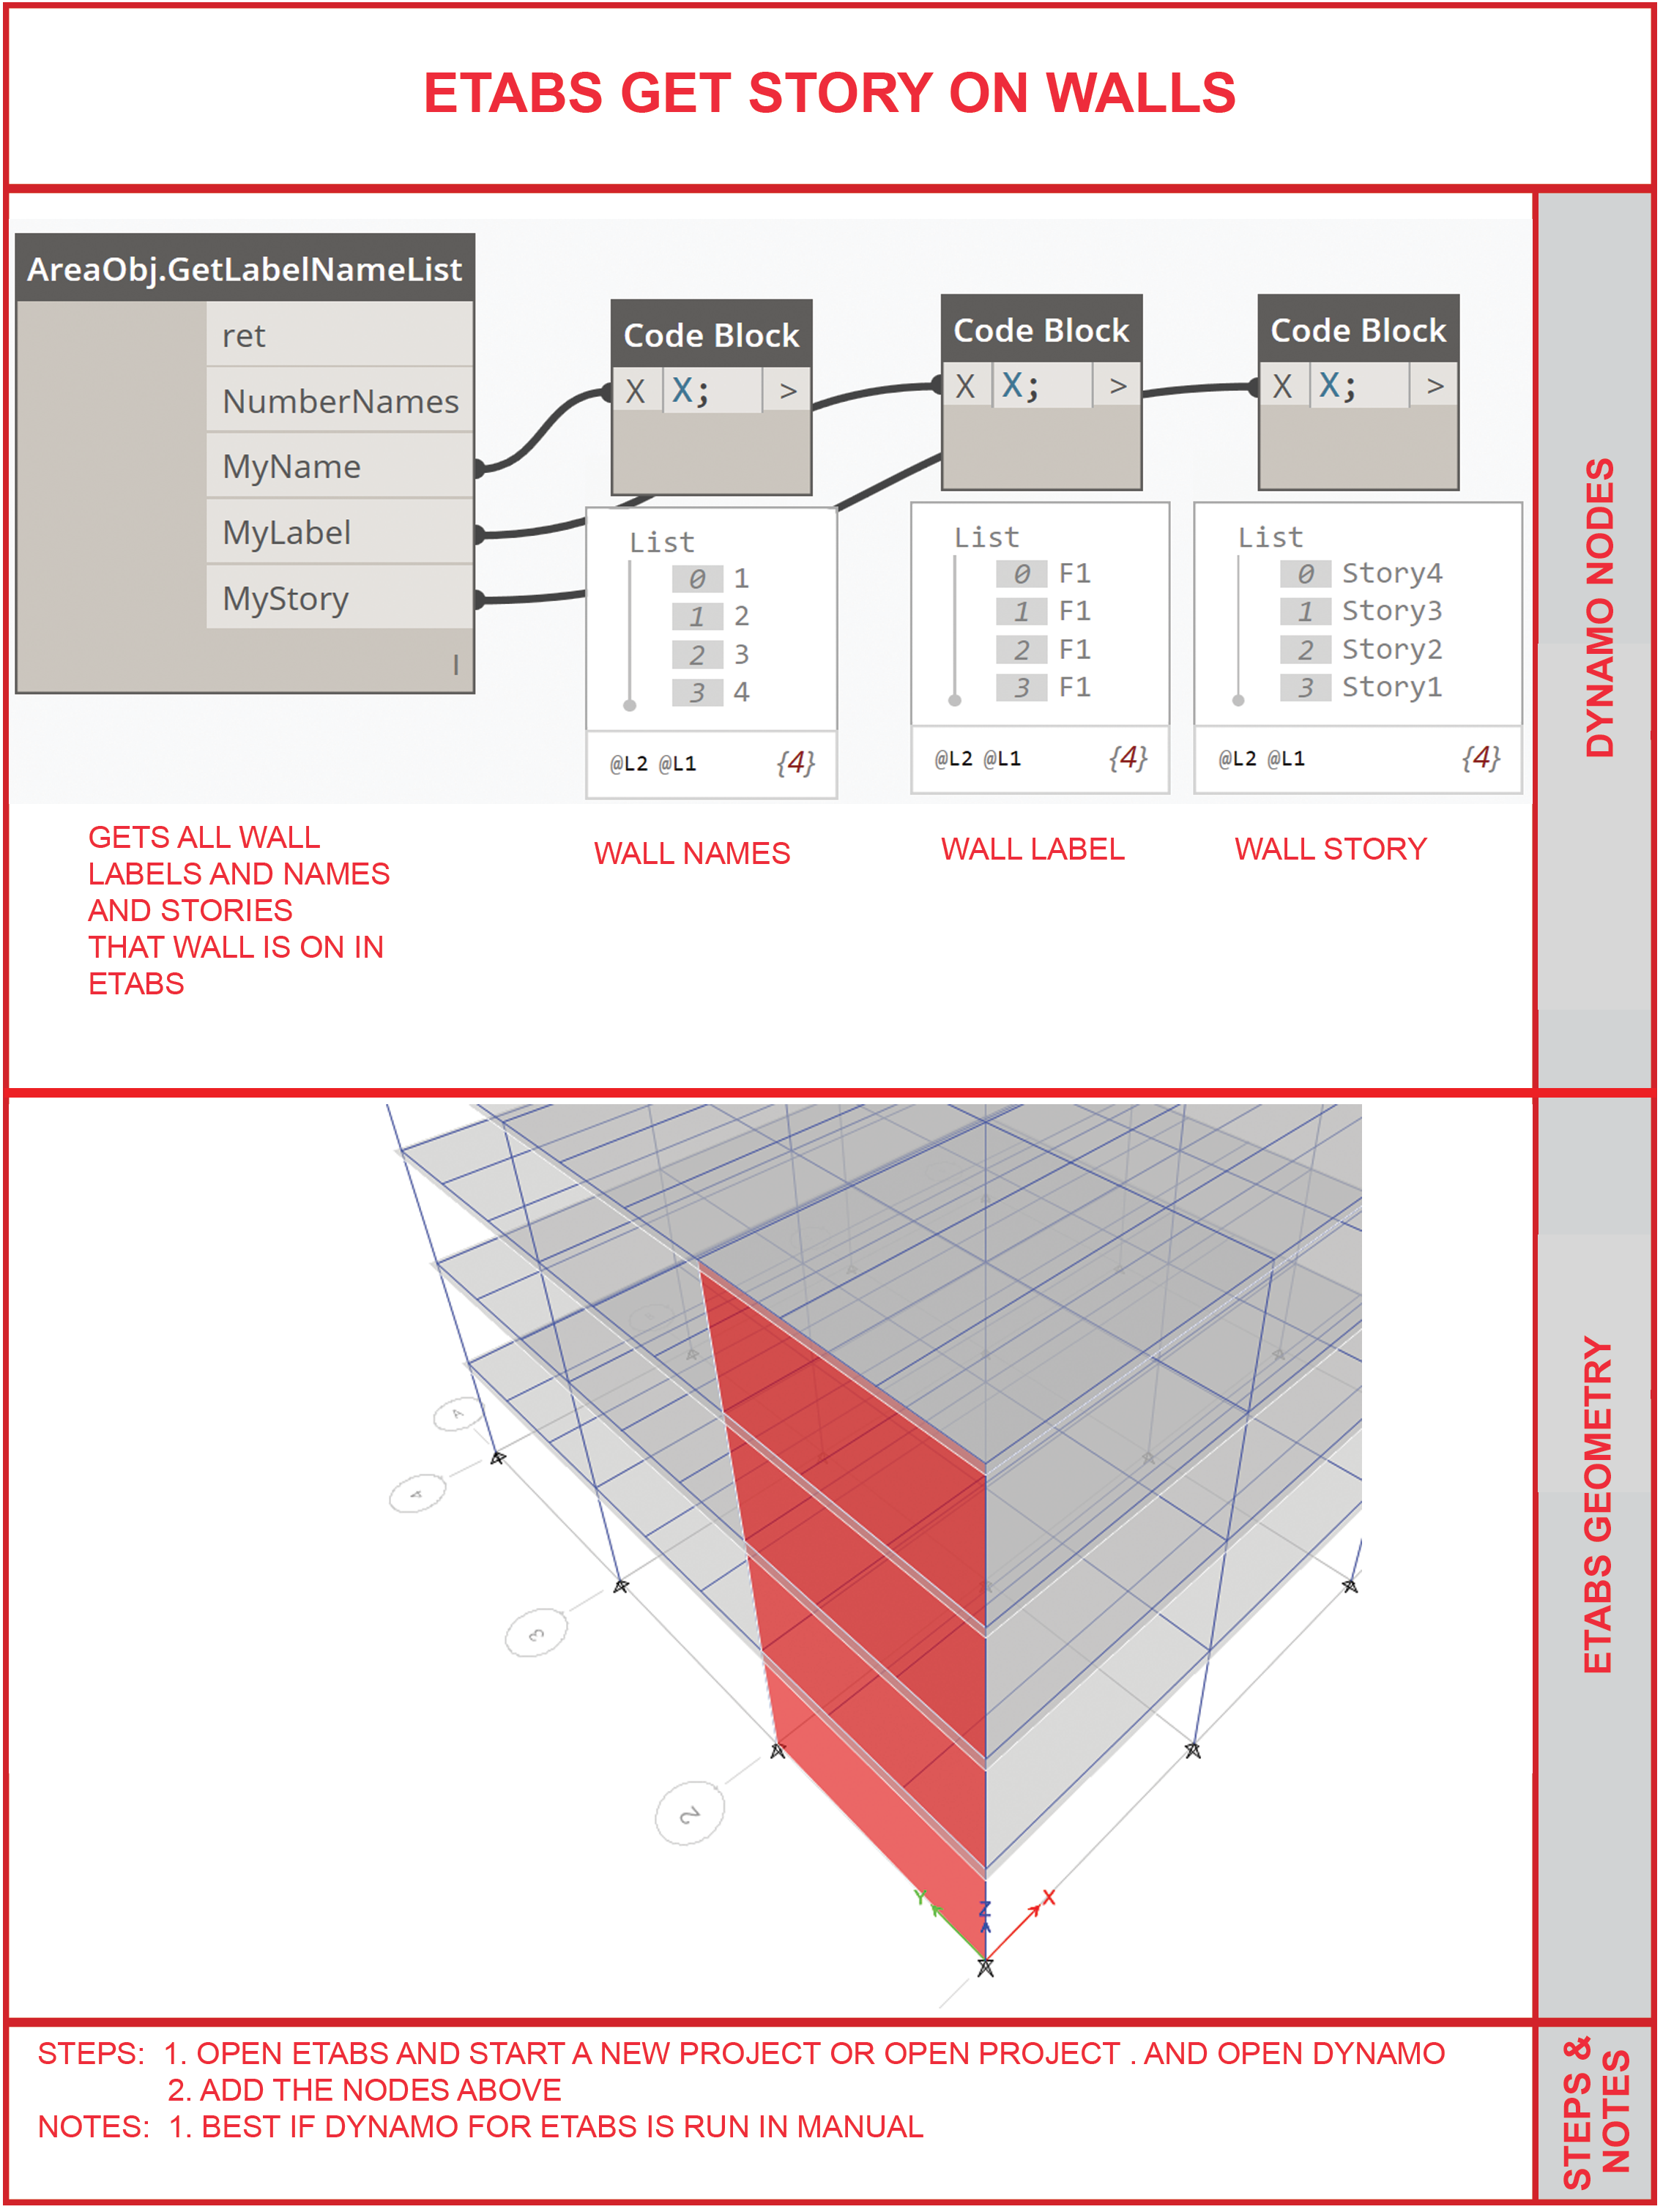 ETABS GET STORY ON WALLS
AreaObj.GetLabelNameList
ret
NumberNames
MyName
MyLabel
MyStory
I
Code Block
X X; >
List
0 1
1 2
2 3
3 4
@L2 @L1 {4}
Code Block
X X; >
List
0 F1
1 F1
2 F1
3 F1
@L2 @L1 {4}
Code Block
X X; >
List
0 Story4
1 Story3
2 Story2
3 Story1
@L2 @L1 {4}
GETS ALL WALL
LABELS AND NAMES
AND STORIES
THAT WALL IS ON IN
ETABS
WALL NAMES
WALL LABEL
WALL STORY
DYNAMO NODES
A
4
3
2
Y
Z
X
ETABS GEOMETRY
STEPS: 1. OPEN ETABS AND START A NEW PROJECT OR OPEN PROJECT . AND OPEN DYNAMO
2. ADD THE NODES ABOVE
NOTES: 1. BEST IF DYNAMO FOR ETABS IS RUN IN MANUAL
STEPS &
NOTES